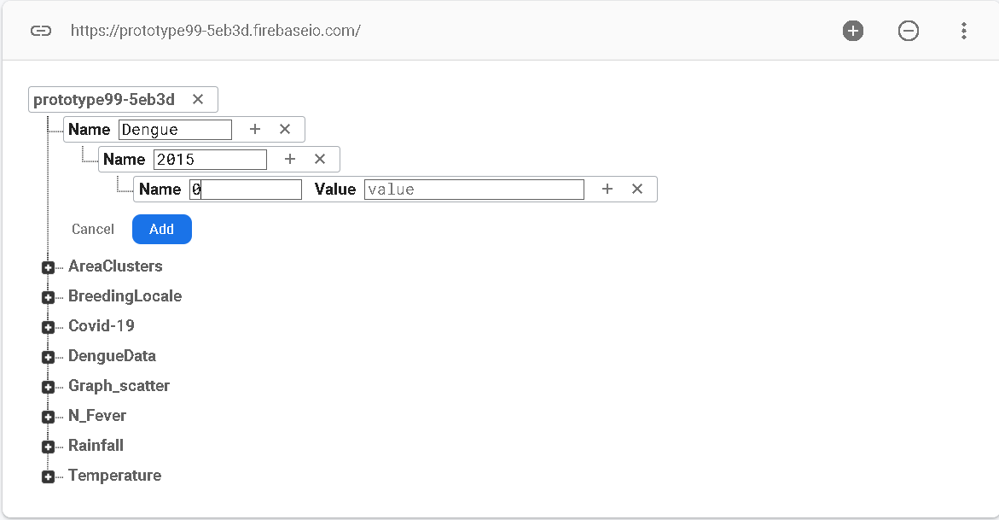 https://prototype99-5eb3d.firebaseio.com/
prototype99-5eb3d
Name Dengue
Name 2015
Name 0 Value value
Cancel Add
AreaClusters
BreedingLocale
Covid-19
DengueData
Graph_scatter
N_Fever
Rainfall
Temperature